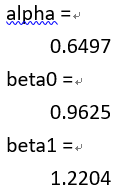 alpha =
0.6497
beta0 =
0.9625
beta1 =
1.2204